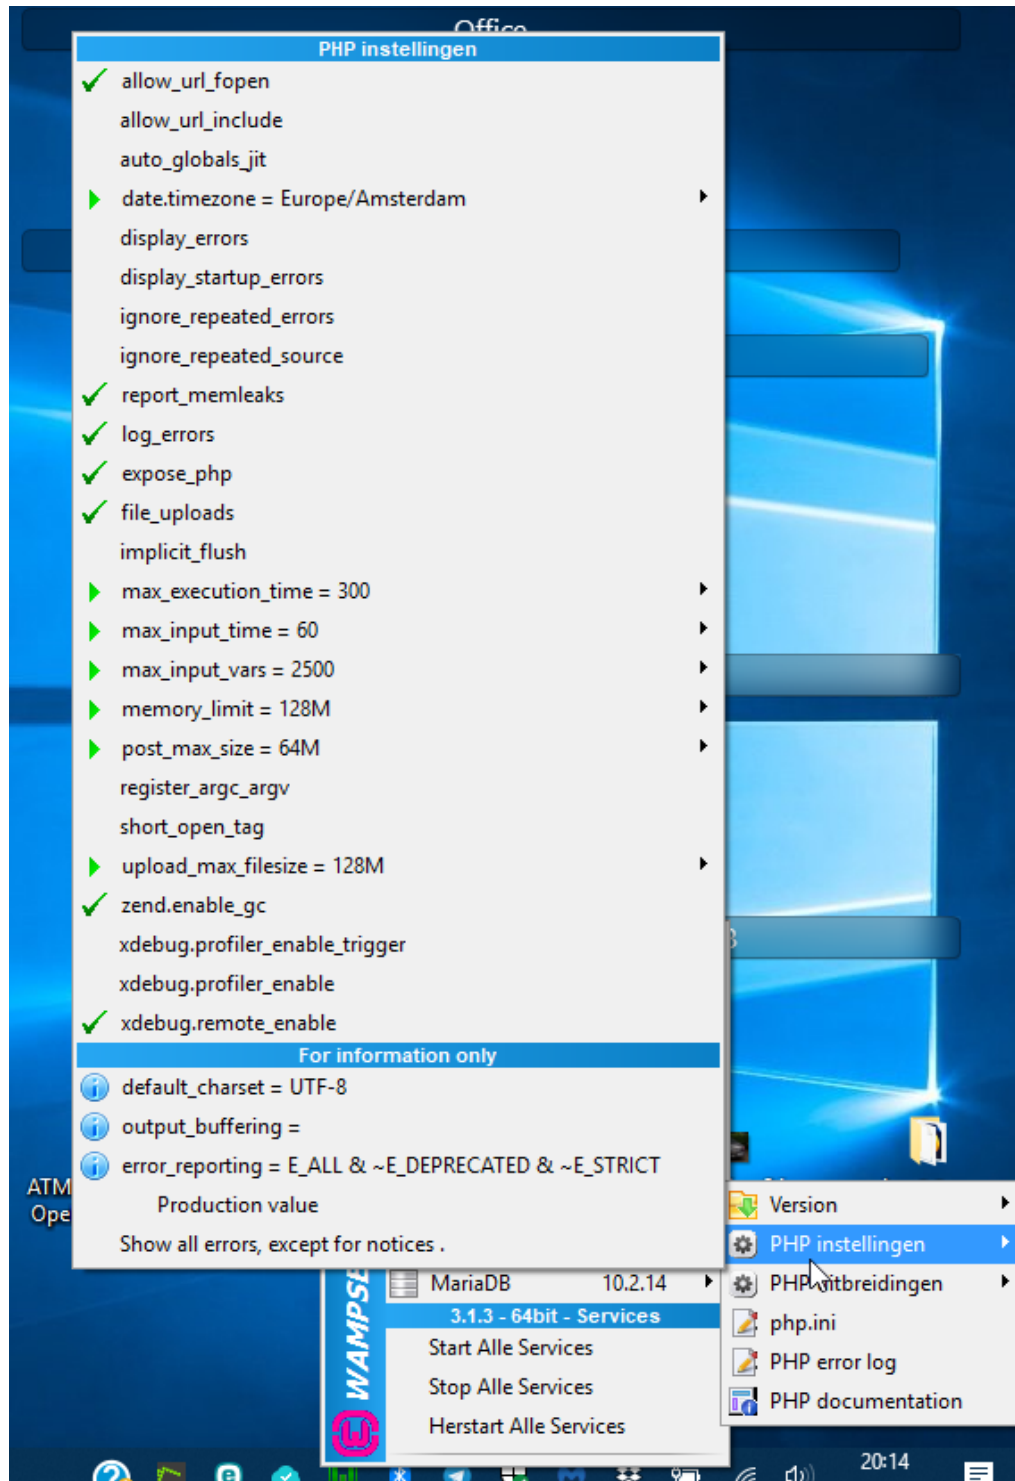 Office
PHP instellingen
allow_url_fopen
allow_url_include
auto_globals_jit
date.timezone = Europe/Amsterdam
display_errors
display_startup_errors
ignore_repeated_errors
ignore_repeated_source
report_memleaks
log_errors
expose_php
file_uploads
implicit_flush
max_execution_time = 300
max_input_time = 60
max_input_vars = 2500
memory_limit = 128M
post_max_size = 64M
register_argc_argv
short_open_tag
upload_max_filesize = 128M
zend.enable_gc
xdebug.profiler_enable_trigger
xdebug.profiler_enable
xdebug.remote_enable
For information only
default_charset = UTF-8
output_buffering =
error_reporting = E_ALL & ~E_DEPRECATED & ~E_STRICT
Production value
Show all errors, except for notices .
ATM
Ope
Version
PHP instellingen
PHP uitbreidingen
php.ini
PHP error log
PHP documentation
WAMPSE
MariaDB 10.2.14
3.1.3 - 64bit - Services
Start Alle Services
Stop Alle Services
Herstart Alle Services
20:14